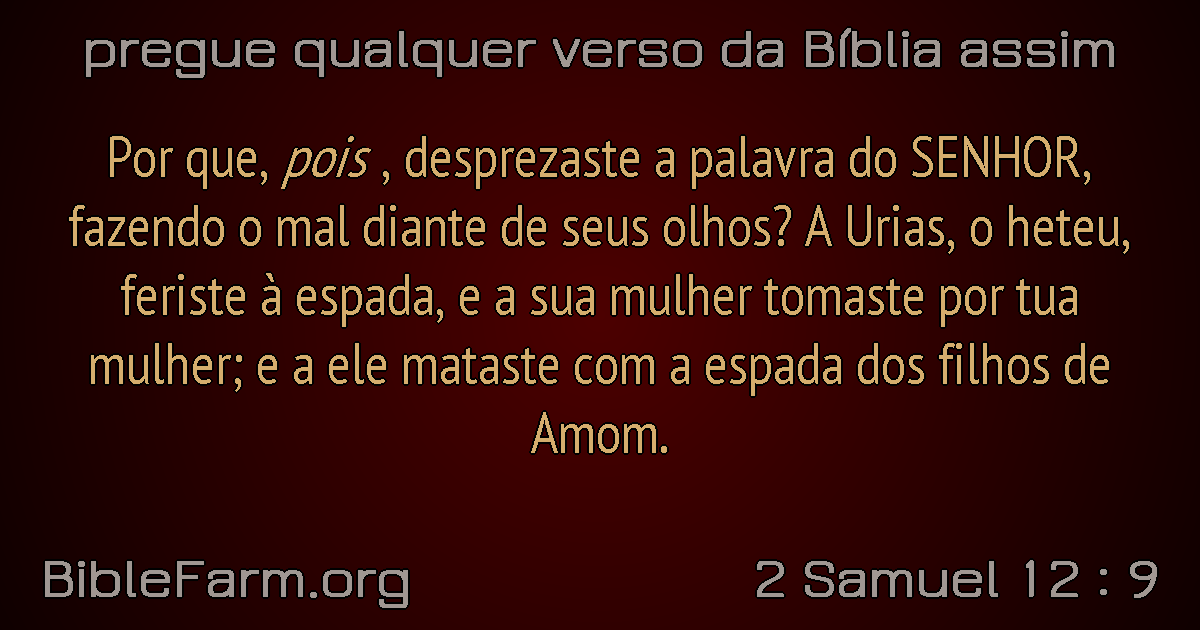 pregue qualquer verso da Bíblia assim
Por que, pois , desprezaste a palavra do SENHOR,
fazendo o mal diante de seus olhos? A Urias, o heteu,
feriste à espada, e a sua mulher tomaste por tua
mulher; e a ele mataste com a espada dos filhos de
Amom.
BibleFarm.org
2 Samuel 12 : 9